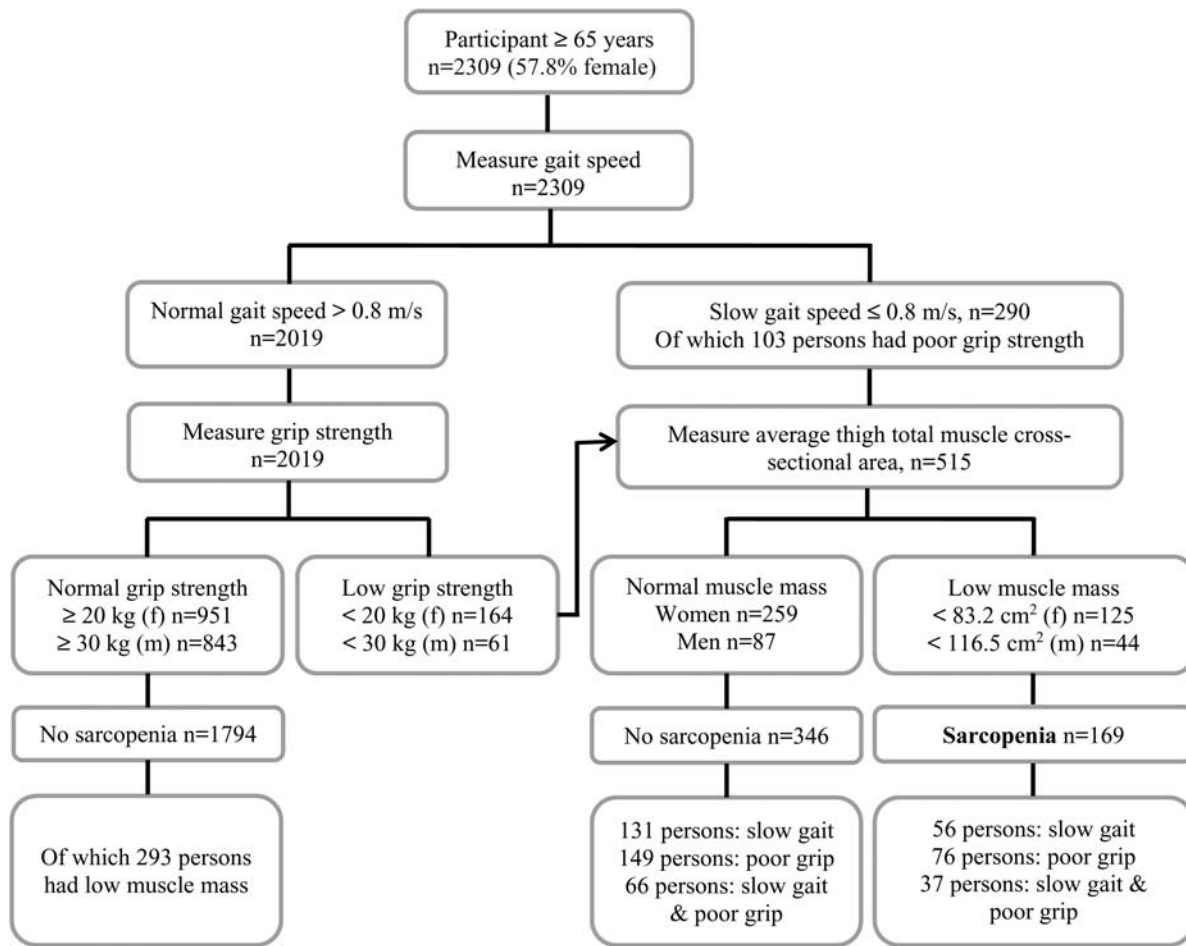 Participant ≥ 65 years
n=2309 (57.8% female)
Measure gait speed
n=2309
Normal gait speed > 0.8 m/s
n=2019
Slow gait speed ≤ 0.8 m/s, n=290
Of which 103 persons had poor grip strength
Measure grip strength
n=2019
Measure average thigh total muscle cross-
sectional area, n=515
Normal grip strength
≥ 20 kg (f) n=951
≥ 30 kg (m) n=843
Low grip strength
< 20 kg (f) n=164
< 30 kg (m) n=61
Normal muscle mass
Women n=259
Men n=87
Low muscle mass
< 83.2 cm² (f) n=125
< 116.5 cm² (m) n=44
No sarcopenia n=1794
No sarcopenia n=346
Sarcopenia n=169
Of which 293 persons
had low muscle mass
131 persons: slow gait
149 persons: poor grip
66 persons: slow gait
& poor grip
56 persons: slow gait
76 persons: poor grip
37 persons: slow gait &
poor grip